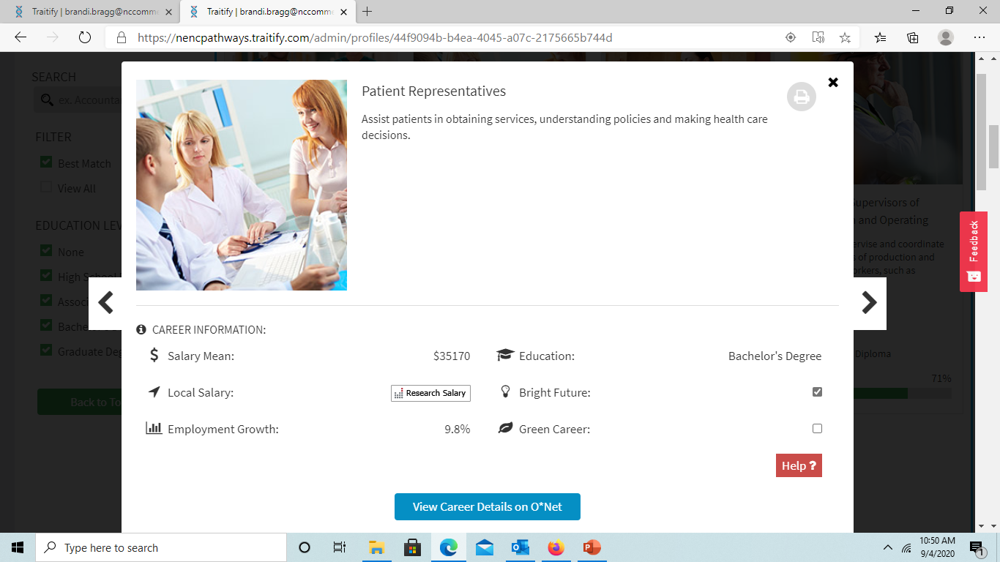 Traitify | brandi.bragg@nccomme
Traitify | brandi.bragg@nccomme
https://nencpathways.traitify.com/admin/profiles/44f9094b-b4ea-4045-a07c-2175665b744d
SEARCH
ex. Accounta
FILTER
Best Match
View All
EDUCATION LEV
None
High School
Associ
Bache
Graduate Deg
Back to To
Patient Representatives
Assist patients in obtaining services, understanding policies and making health care
decisions.
CAREER INFORMATION:
Salary Mean: $35170
Education: Bachelor's Degree
Local Salary: Research Salary
Bright Future:
Employment Growth: 9.8%
Green Career:
Help ?
View Career Details on O*Net
Supervisors of
and Operating
ervise and coordinate
s of production and
orkers, such as
Diploma
71%
Feedback
Type here to search
10:50 AM
9/4/2020
1